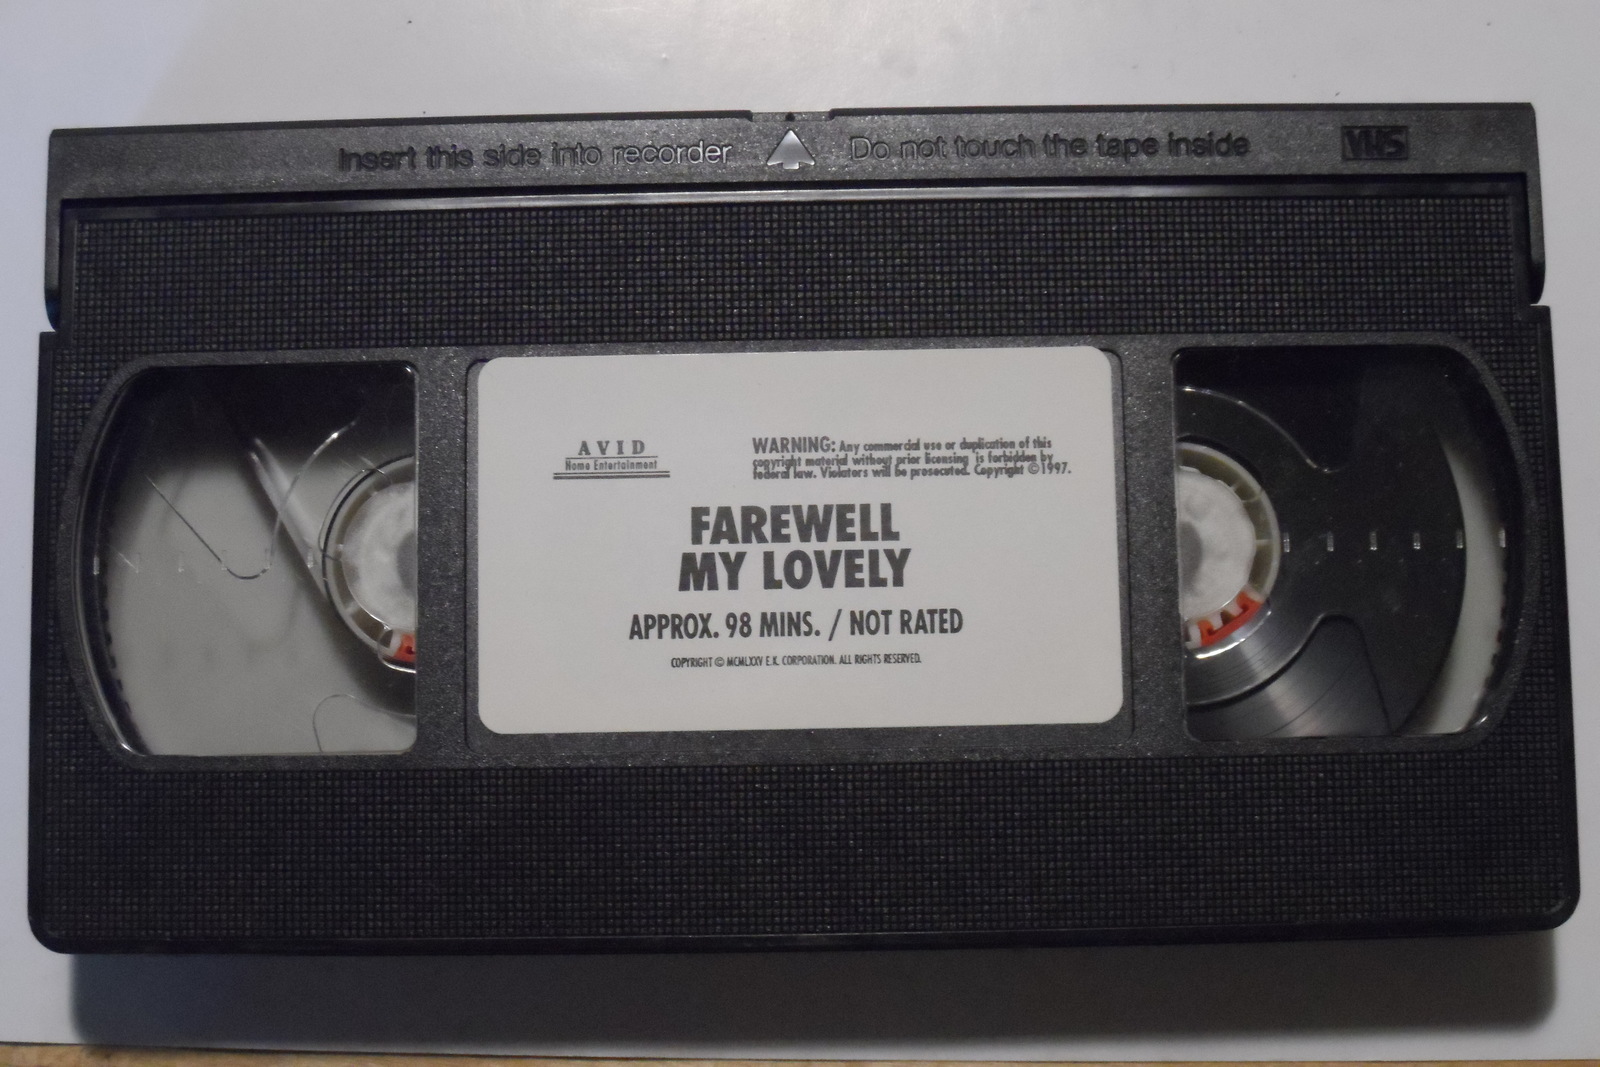 Insert this side into recorder
Do not touch the tape inside
VHS
AVID
Home Entertainment
WARNING: Any commercial use or duplication of this
copyright material without prior licensing is forbidden by
federal law. Violators will be prosecuted. Copyright ©1997.
FAREWELL
MY LOVELY
APPROX. 98 MINS. / NOT RATED
COPYRIGHT © MCMLXXV E.K. CORPORATION. ALL RIGHTS RESERVED.